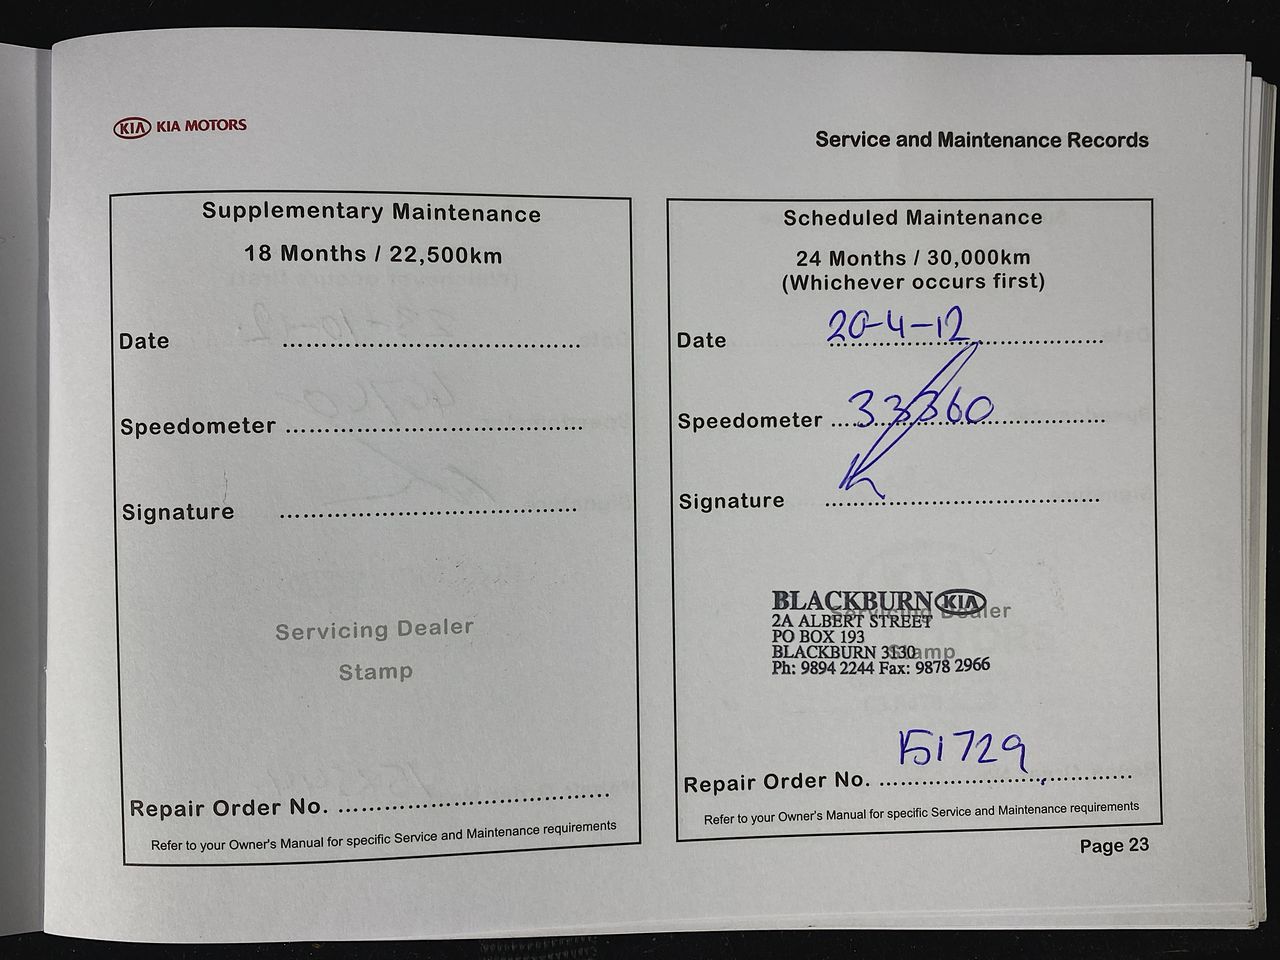 KIA KIA MOTORS
Service and Maintenance Records
Supplementary Maintenance
18 Months / 22,500km
Date ......................................
Speedometer ......................................
Signature ......................................
Servicing Dealer
Stamp
Repair Order No. ...................................
Refer to your Owner's Manual for specific Service and Maintenance requirements
Scheduled Maintenance
24 Months / 30,000km
(Whichever occurs first)
Date 20-4-12
Speedometer 33360
Signature ......................................
Servicing Dealer
Stamp
BLACKBURN KIA
2A ALBERT STREET
PO BOX 193
BLACKBURN 3130
Ph: 9894 2244 Fax: 9878 2966
Repair Order No. 151729
Refer to your Owner's Manual for specific Service and Maintenance requirements
Page 23